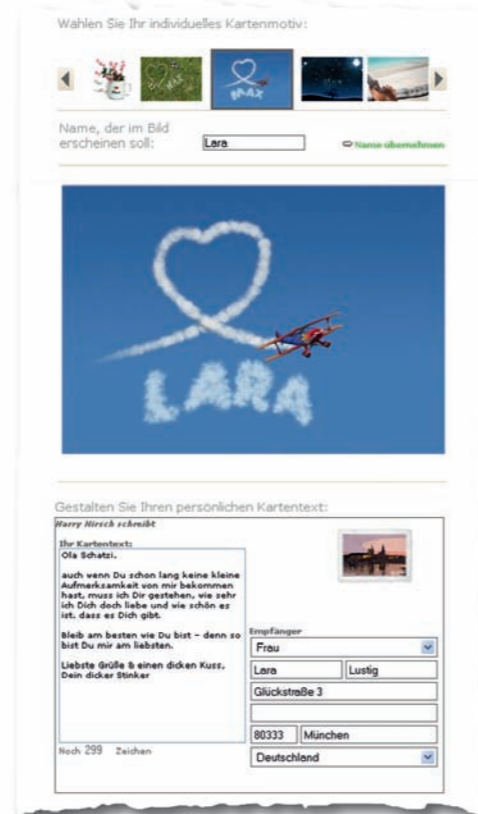 Wählen Sie Ihr individuelles Kartenmotiv:
MAX
MAX
Name, der im Bild
erscheinen soll:
Lara
Name übernehmen
LARA
Gestalten Sie Ihren persönlichen Kartentext:
Harry Hirsch schreibt
Ihr Kartentext:
Ola Schatzi,
auch wenn Du schon lang keine kleine
Aufmerksamkeit von mir bekommen
hast, muss ich Dir gestehen, wie sehr
ich Dich doch liebe und wie schön es
ist, dass es Dich gibt.
Bleib am besten wie Du bist – denn so
bist Du mir am liebsten.
Liebste Grüße & einen dicken Kuss,
Dein dicker Stinker
Noch 299 Zeichen
Empfänger
Frau
Lara Lustig
Glückstraße 3
80333 München
Deutschland